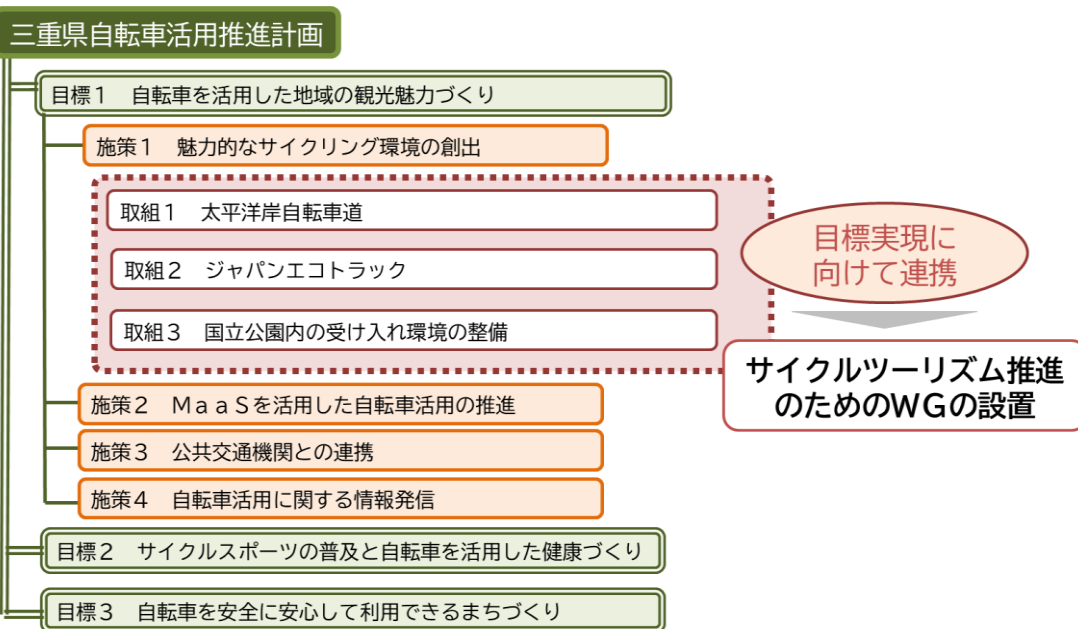 三重県自転車活用推進計画
目標１　自転車を活用した地域の観光魅力づくり
施策１　魅力的なサイクリング環境の創出
取組１　太平洋岸自転車道
取組２　ジャパンエコトラック
取組３　国立公園内の受け入れ環境の整備
目標実現に
向けて連携
サイクルツーリズム推進
のためのＷＧの設置
施策２　ＭａａＳを活用した自転車活用の推進
施策３　公共交通機関との連携
施策４　自転車活用に関する情報発信
目標２　サイクルスポーツの普及と自転車を活用した健康づくり
目標３　自転車を安全に安心して利用できるまちづくり